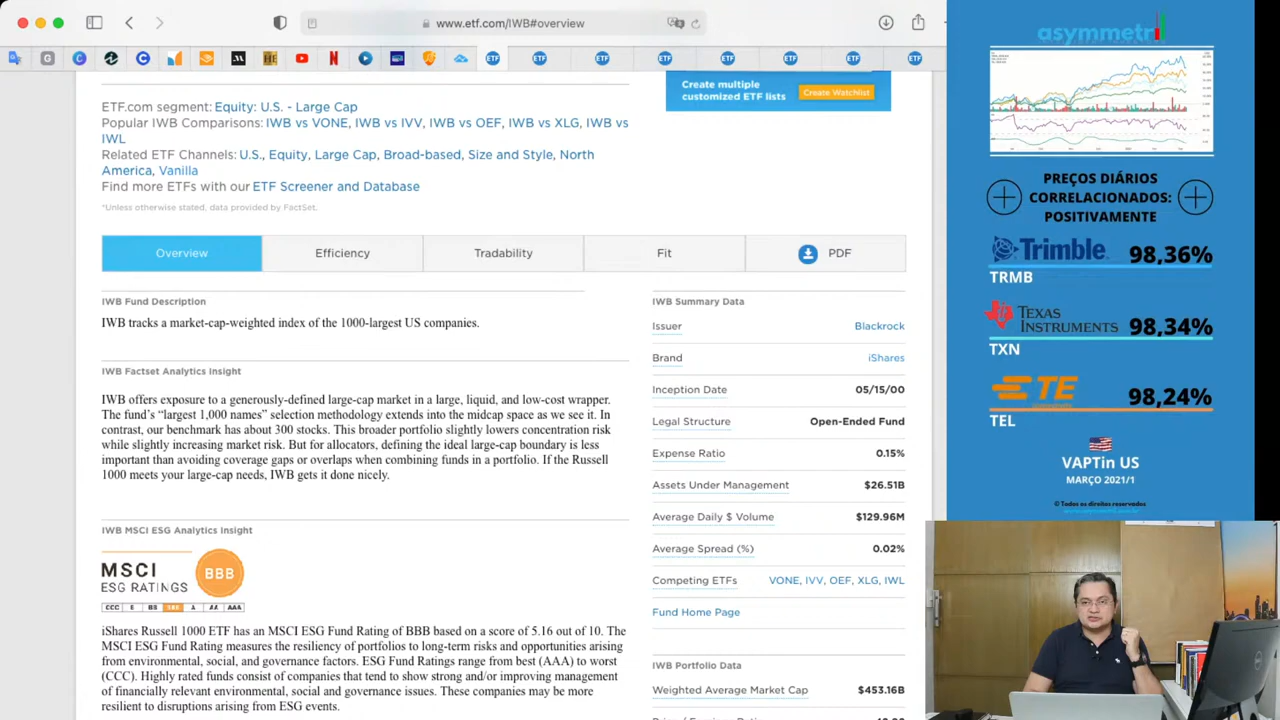 www.etf.com/IWB#overview
ETF.com segment: Equity: U.S. - Large Cap
Popular IWB Comparisons: IWB vs VONE, IWB vs IVV, IWB vs OEF, IWB vs XLG, IWB vs
IWL
Related ETF Channels: U.S., Equity, Large Cap, Broad-based, Size and Style, North
America, Vanilla
Find more ETFs with our ETF Screener and Database
*Unless otherwise stated, data provided by FactSet.
Create multiple
customized ETF lists
Create Watchlist
Overview
Efficiency
Tradability
Fit
PDF
IWB Fund Description
IWB tracks a market-cap-weighted index of the 1000-largest US companies.
IWB Factset Analytics Insight
IWB offers exposure to a generously-defined large-cap market in a large, liquid, and low-cost wrapper.
The fund's "largest 1,000 names" selection methodology extends into the midcap space as we see it. In
contrast, our benchmark has about 300 stocks. This broader portfolio slightly lowers concentration risk
while slightly increasing market risk. But for allocators, defining the ideal large-cap boundary is less
important than avoiding coverage gaps or overlaps when combining funds in a portfolio. If the Russell
1000 meets your large-cap needs, IWB gets it done nicely.
IWB MSCI ESG Analytics Insight
MSCI
ESG RATINGS
BBB
CCC B BB BBB A AA AAA
iShares Russell 1000 ETF has an MSCI ESG Fund Rating of BBB based on a score of 5.16 out of 10. The
MSCI ESG Fund Rating measures the resiliency of portfolios to long-term risks and opportunities arising
from environmental, social, and governance factors. ESG Fund Ratings range from best (AAA) to worst
(CCC). Highly rated funds consist of companies that tend to show strong and/or improving management
of financially relevant environmental, social and governance issues. These companies may be more
resilient to disruptions arising from ESG events.
IWB Summary Data
Issuer Blackrock
Brand iShares
Inception Date 05/15/00
Legal Structure Open-Ended Fund
Expense Ratio 0.15%
Assets Under Management $26.51B
Average Daily $ Volume $129.96M
Average Spread (%) 0.02%
Competing ETFs VONE, IVV, OEF, XLG, IWL
Fund Home Page
IWB Portfolio Data
Weighted Average Market Cap $453.16B
asymmetri
PREÇOS DIÁRIOS
CORRELACIONADOS:
POSITIVAMENTE
Trimble 98,36%
TRMB
TEXAS
INSTRUMENTS 98,34%
TXN
TE 98,24%
TEL
VAPTin US
MARÇO 2021/1
© Todos os direitos reservados